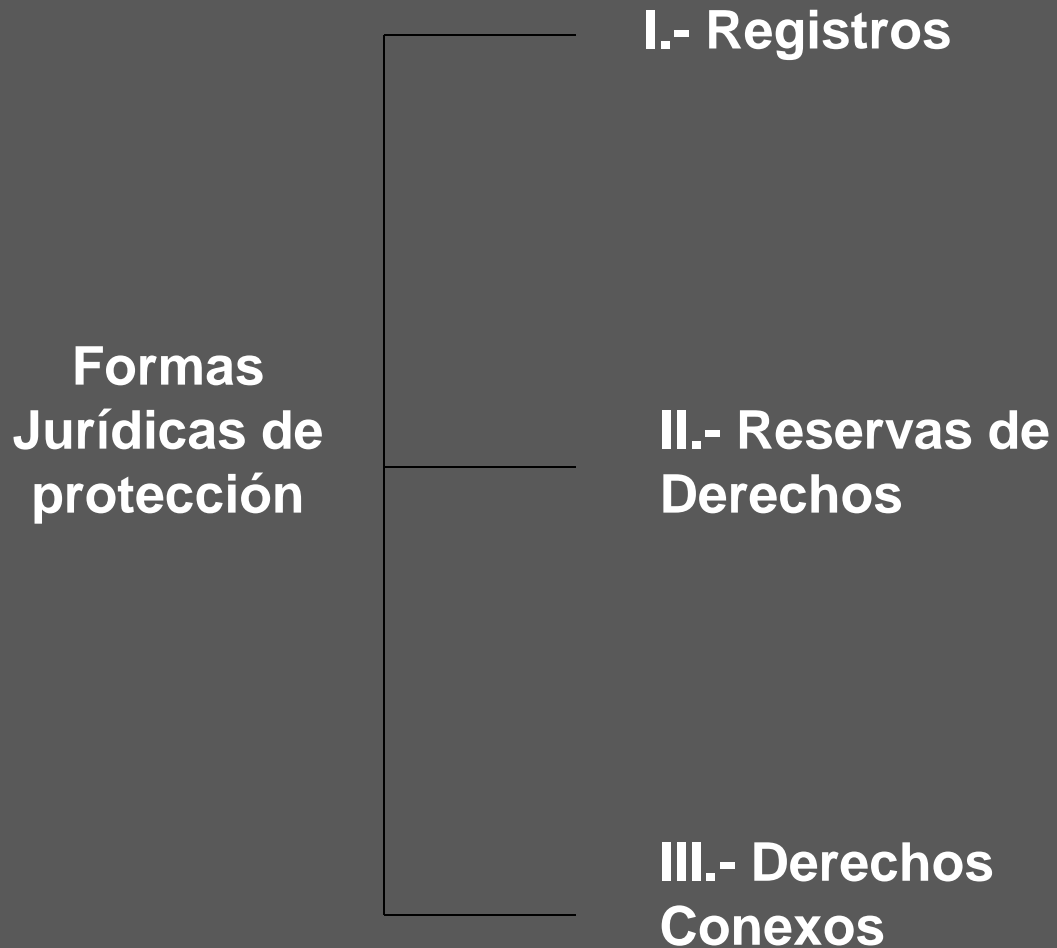 Formas
Jurídicas de
protección
I.- Registros
II.- Reservas de
Derechos
III.- Derechos
Conexos